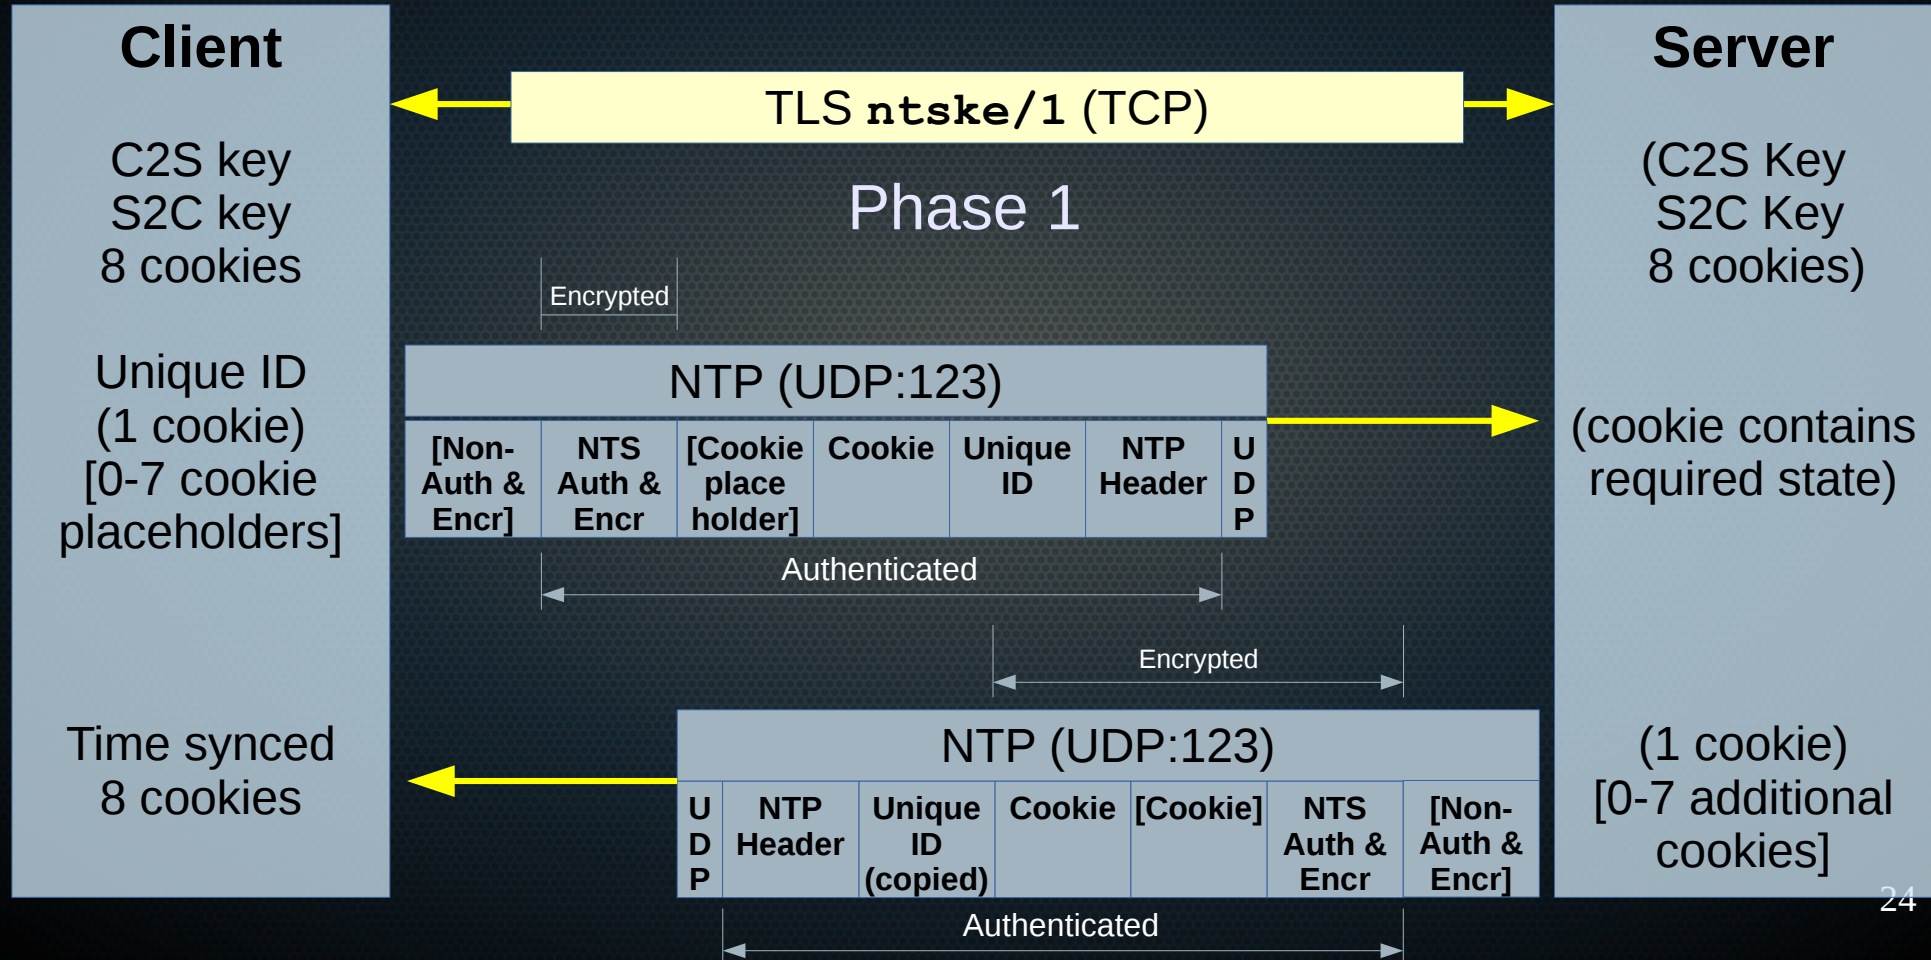 Client
C2S key
S2C key
8 cookies
Unique ID
(1 cookie)
[0-7 cookie
placeholders]
Time synced
8 cookies
TLS ntske/1 (TCP)
Phase 1
Encrypted
NTP (UDP:123)
[Non-
Auth &
Encr]
NTS
Auth &
Encr
[Cookie
place
holder]
Cookie
Unique
ID
NTP
Header
U
D
P
Authenticated
Encrypted
NTP (UDP:123)
U
D
P
NTP
Header
Unique
ID
(copied)
Cookie
[Cookie]
NTS
Auth &
Encr
[Non-
Auth &
Encr]
Authenticated
Server
(C2S Key
S2C Key
8 cookies)
(cookie contains
required state)
(1 cookie)
[0-7 additional
cookies]
24